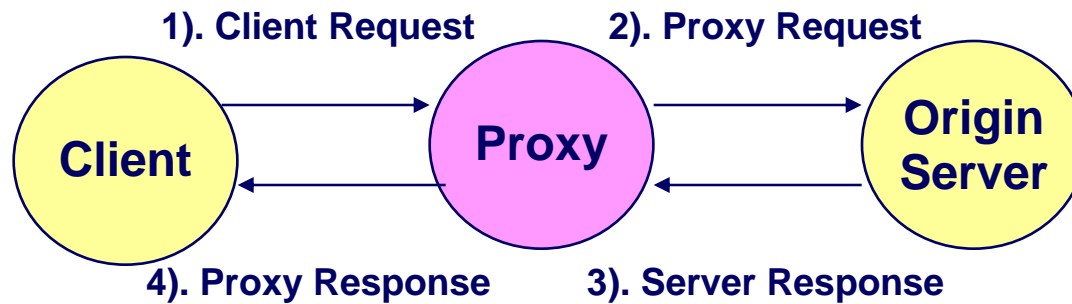 1). Client Request
2). Proxy Request
Client
Proxy
Origin
Server
4). Proxy Response
3). Server Response